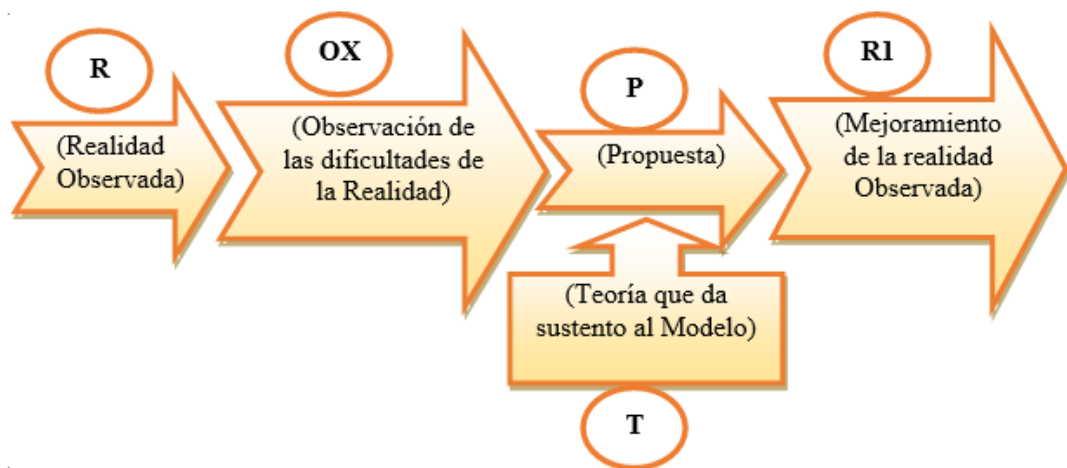 R
(Realidad
Observada)
OX
(Observación de
las dificultades de
la Realidad)
P
(Propuesta)
R1
(Mejoramiento
de la realidad
Observada)
(Teoría que da
sustento al Modelo)
T